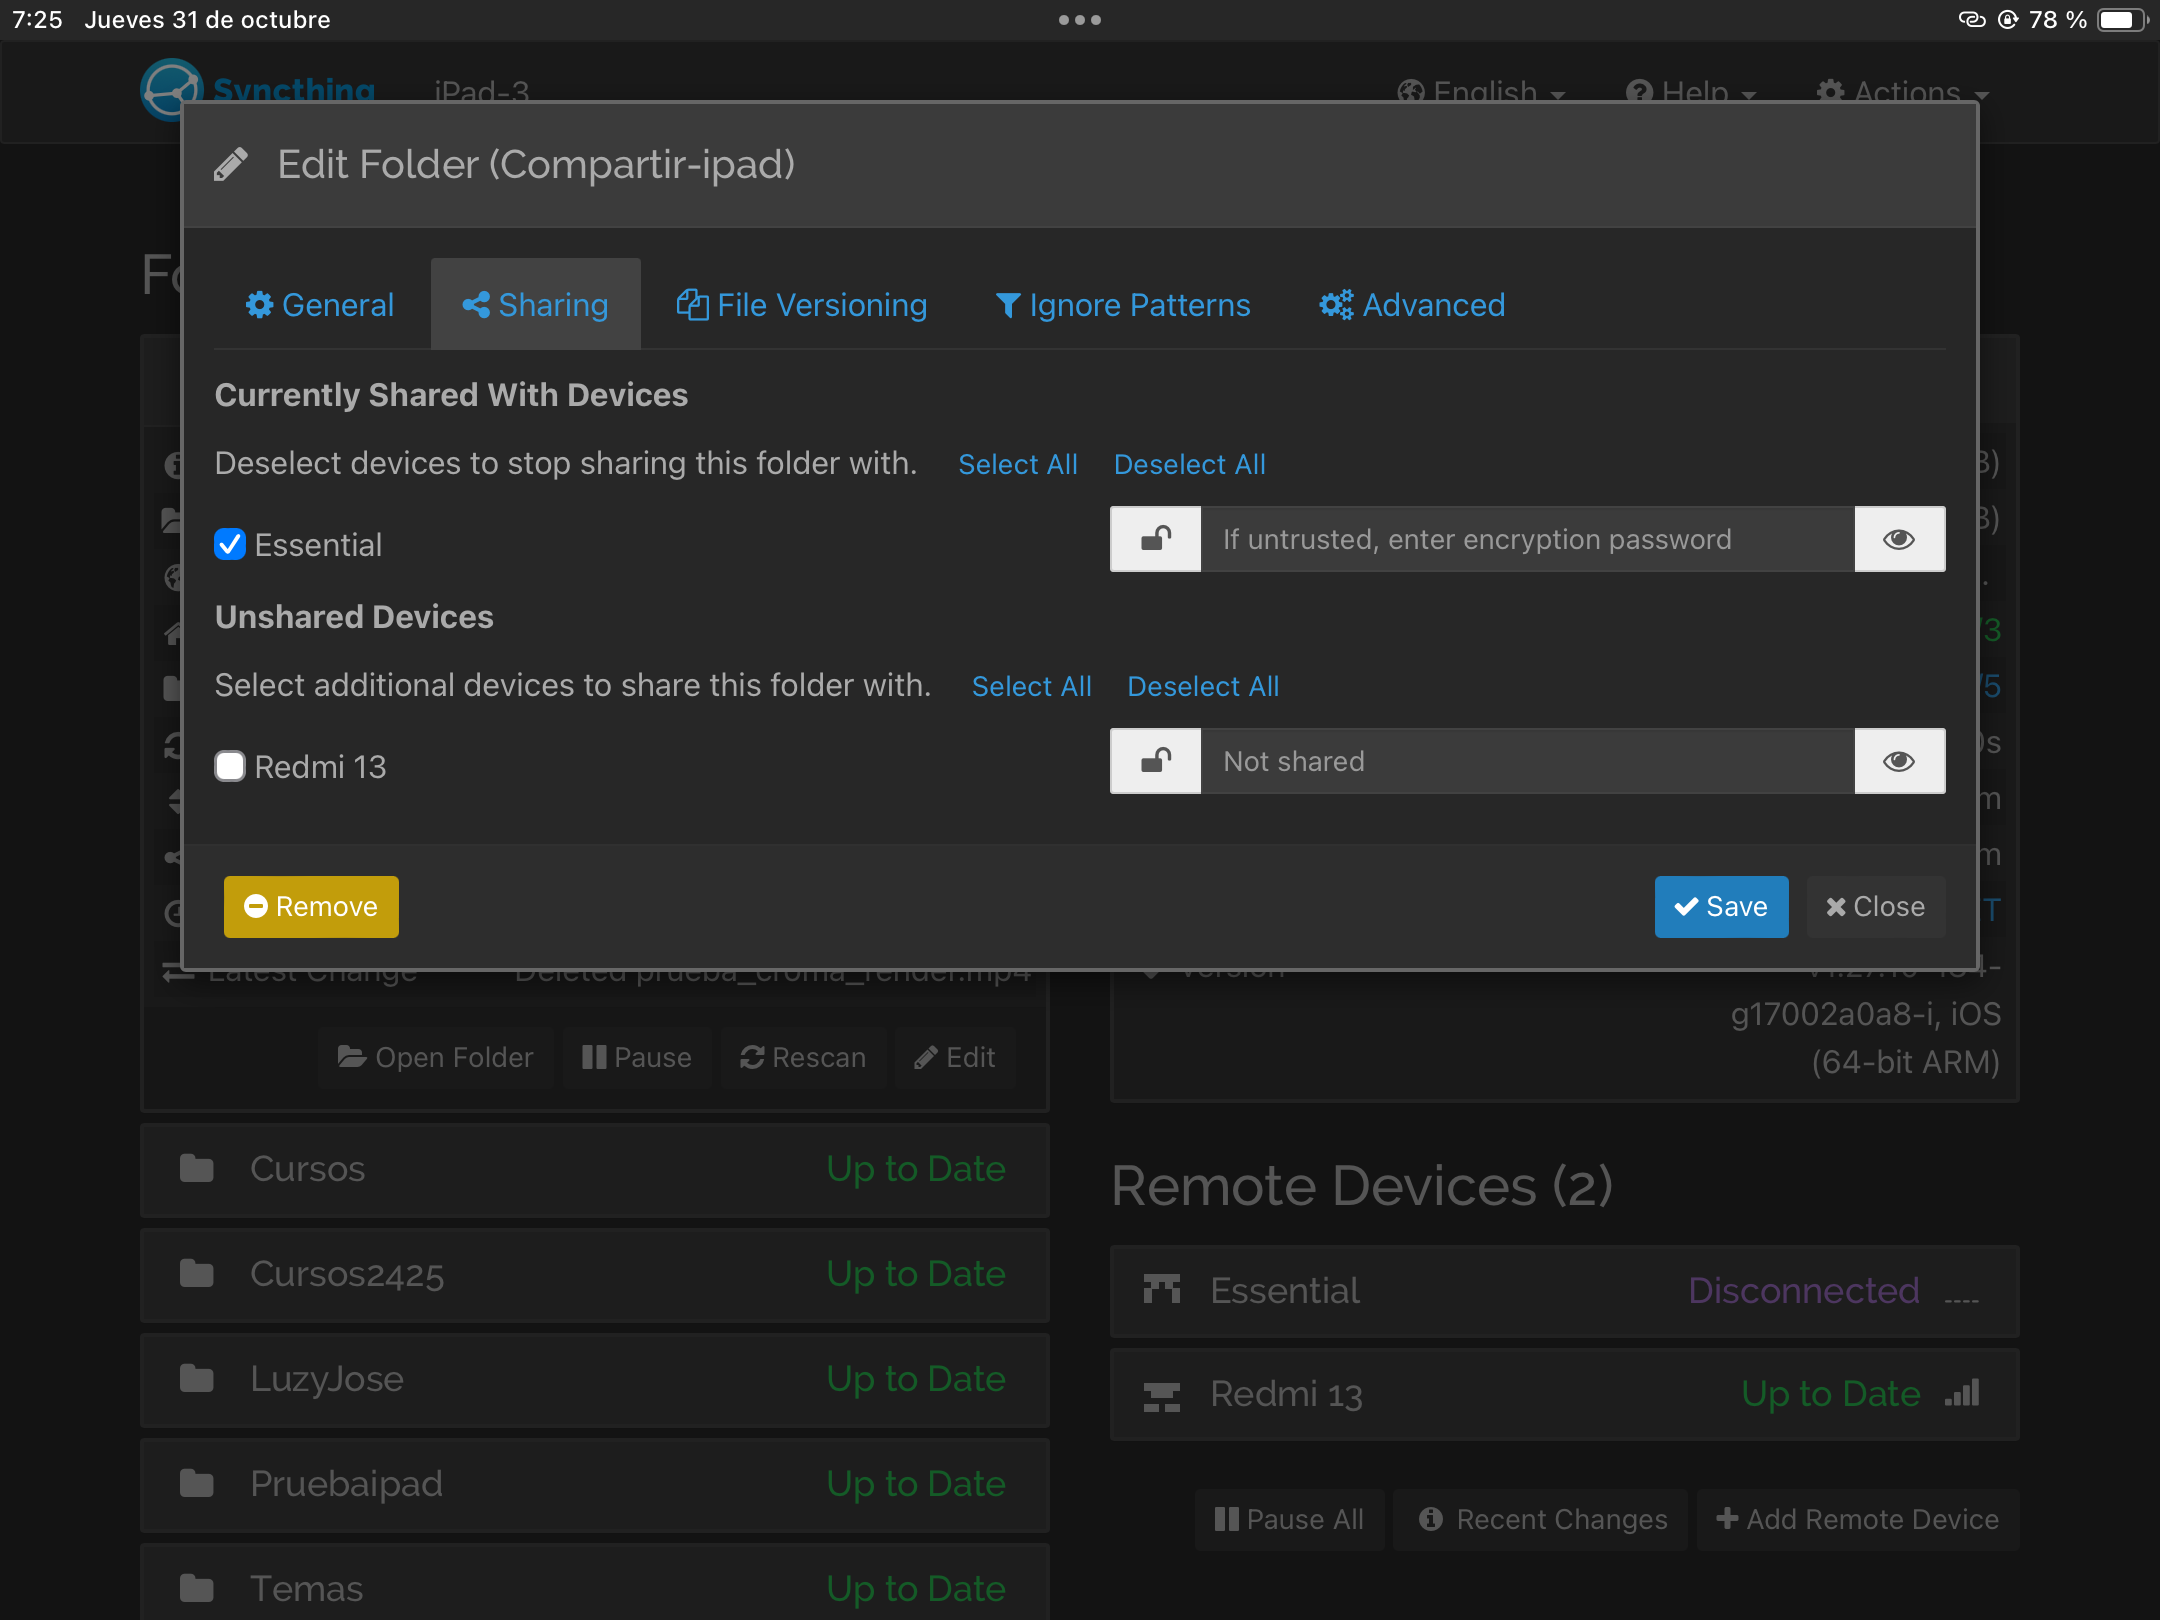 7:25 Jueves 31 de octubre 78 %
Syncthing iPad-3 English Help Actions
Edit Folder (Compartir-ipad)
General Sharing File Versioning Ignore Patterns Advanced
Currently Shared With Devices
Deselect devices to stop sharing this folder with. Select All Deselect All
Essential If untrusted, enter encryption password
Unshared Devices
Select additional devices to share this folder with. Select All Deselect All
Redmi 13 Not shared
Remove Save Close
Latest Change Deleted prueba_croma_render.mp4
Version
g17002a0a8-i, iOS
(64-bit ARM)
Open Folder Pause Rescan Edit
Cursos Up to Date
Cursos2425 Up to Date
LuzyJose Up to Date
Pruebaipad Up to Date
Temas Up to Date
Remote Devices (2)
Essential Disconnected
Redmi 13 Up to Date
Pause All Recent Changes Add Remote Device